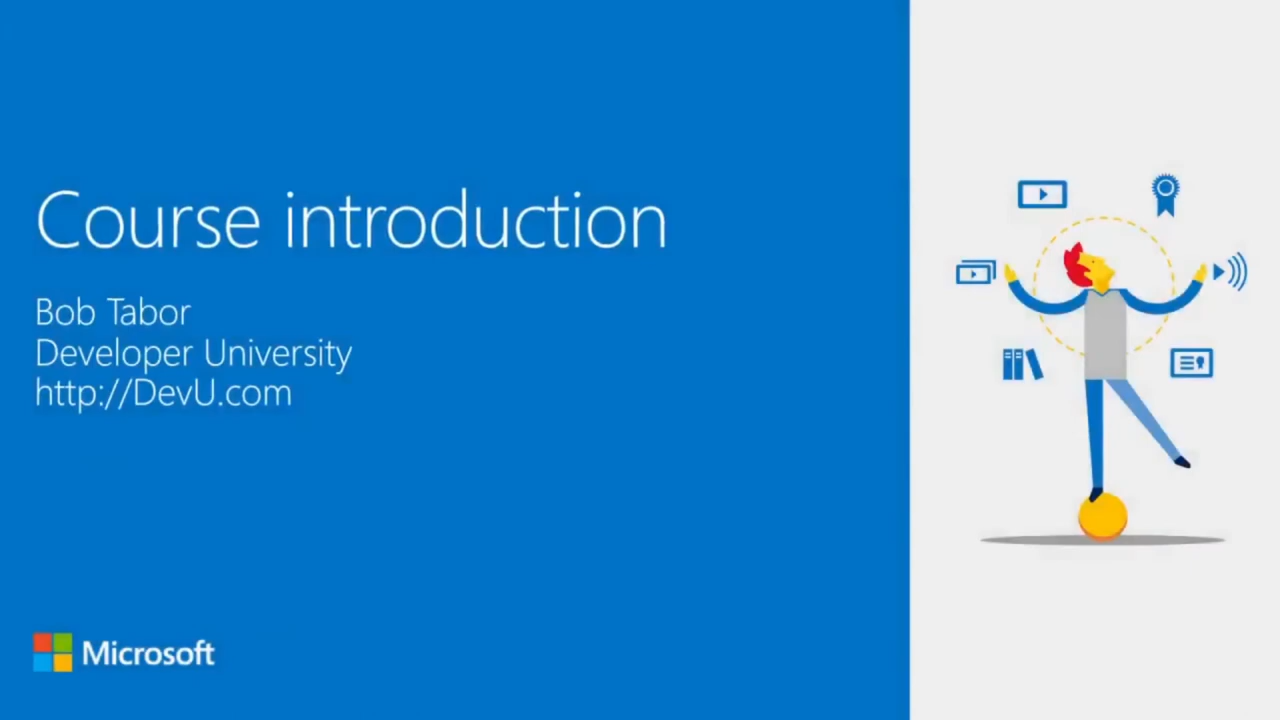 Course introduction
Bob Tabor
Developer University
http://DevU.com
Microsoft